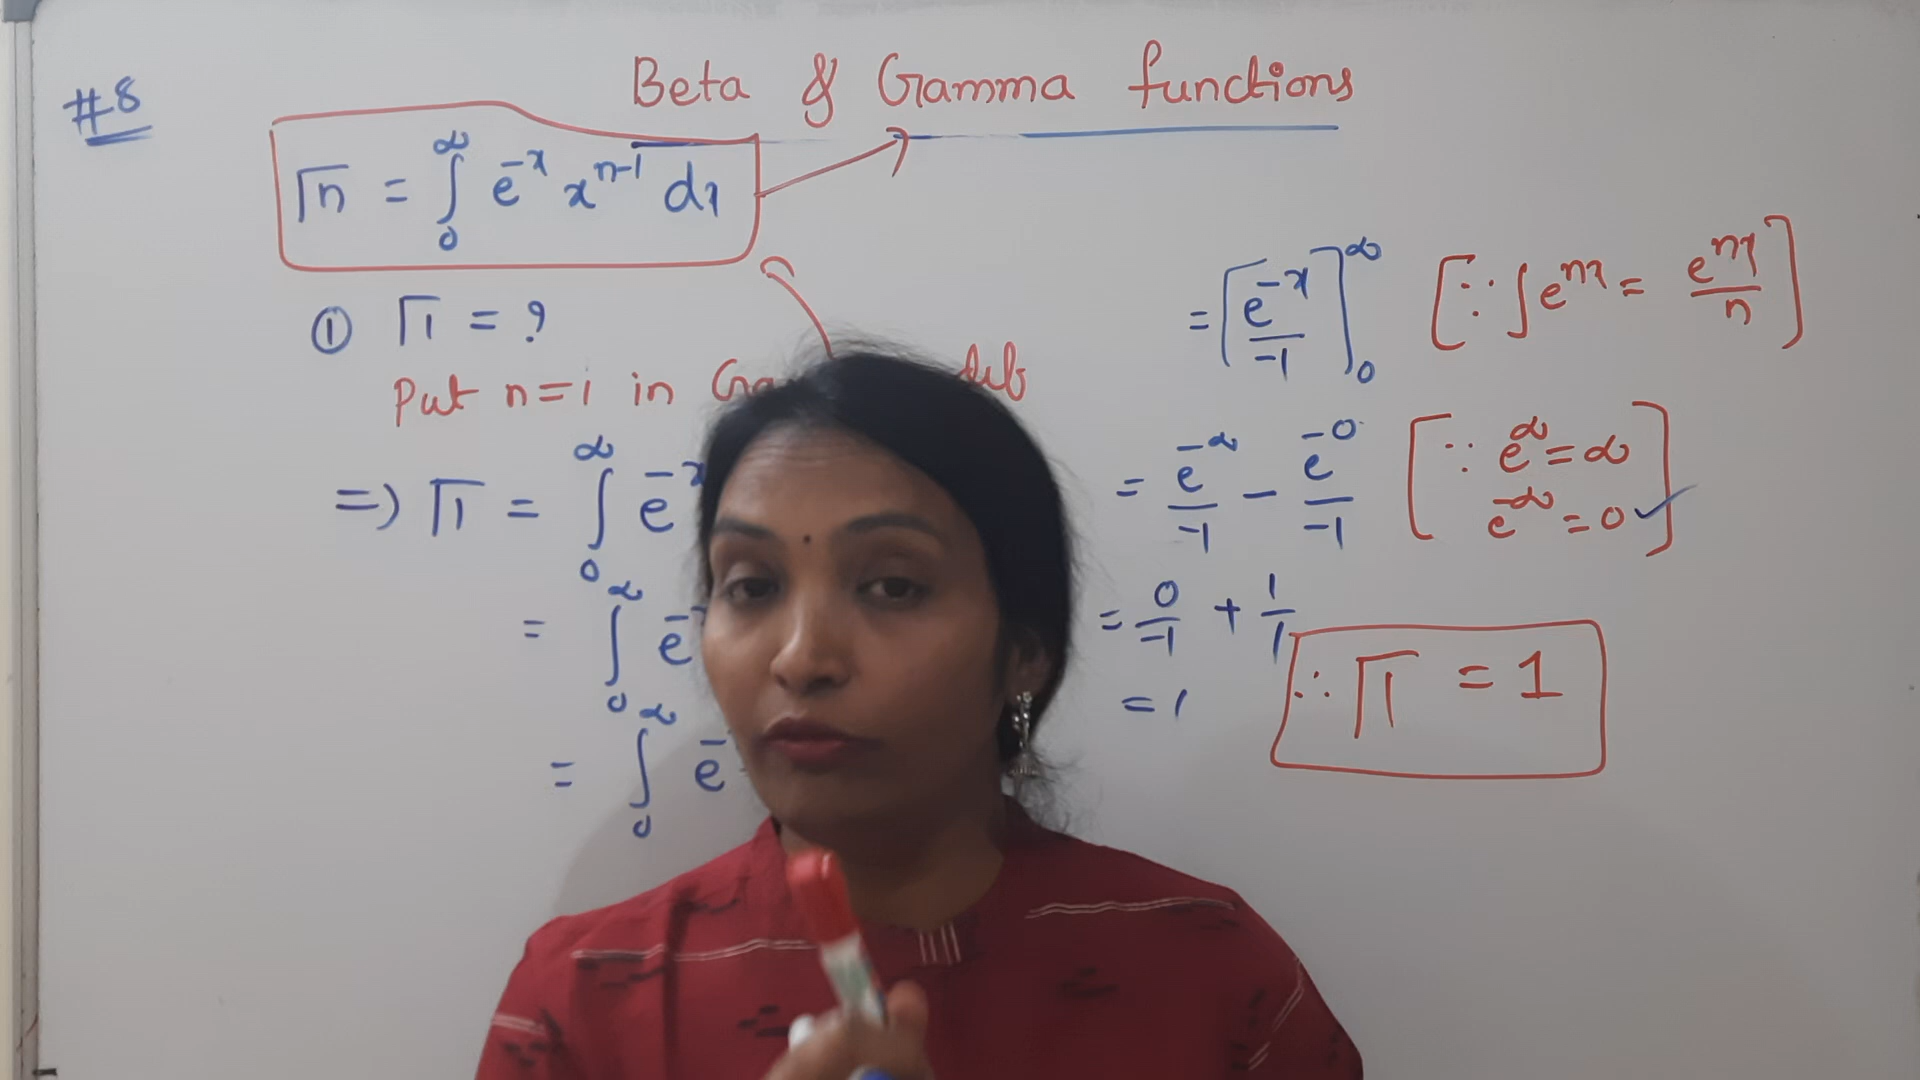 #8
Beta & Gamma functions
Γn = ∫₀^∞ e^-x x^n-1 dx
① Γ1 = ?
Put n=1 in
=) Γ1 = ∫₀^∞ e^-x
= ∫₀^∞ e^-
= ∫₀^∞ e^-
= [e^-x / -1]₀^∞ [∵ ∫e^nx = e^nx / n]
= e^-∞ / -1 - e^-0 / -1 [∵ e^∞ = ∞
e^-∞ = 0 ✓]
= 0/-1 + 1/1
= 1
∴ Γ1 = 1